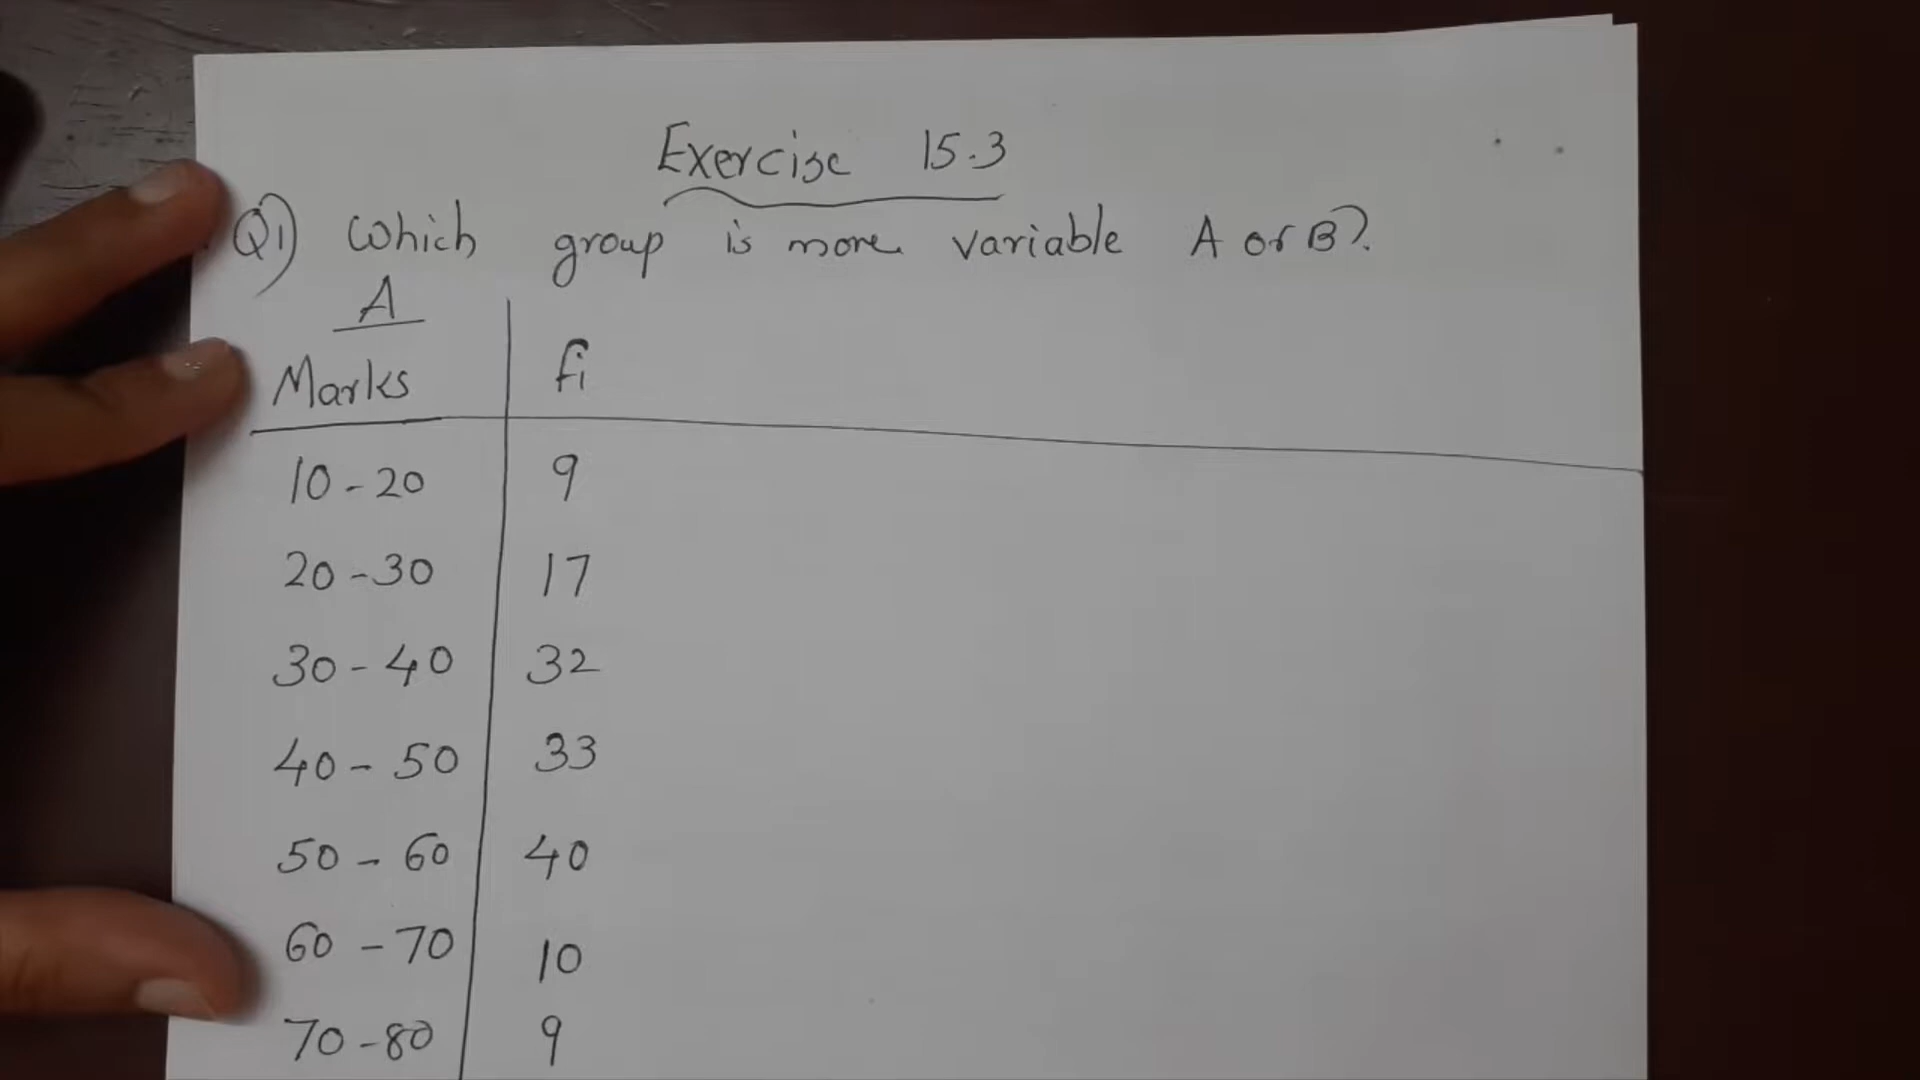 Exercise 15.3
Q1) Which group is more variable A or B?
A
Marks fi
10-20 9
20-30 17
30-40 32
40-50 33
50-60 40
60-70 10
70-80 9